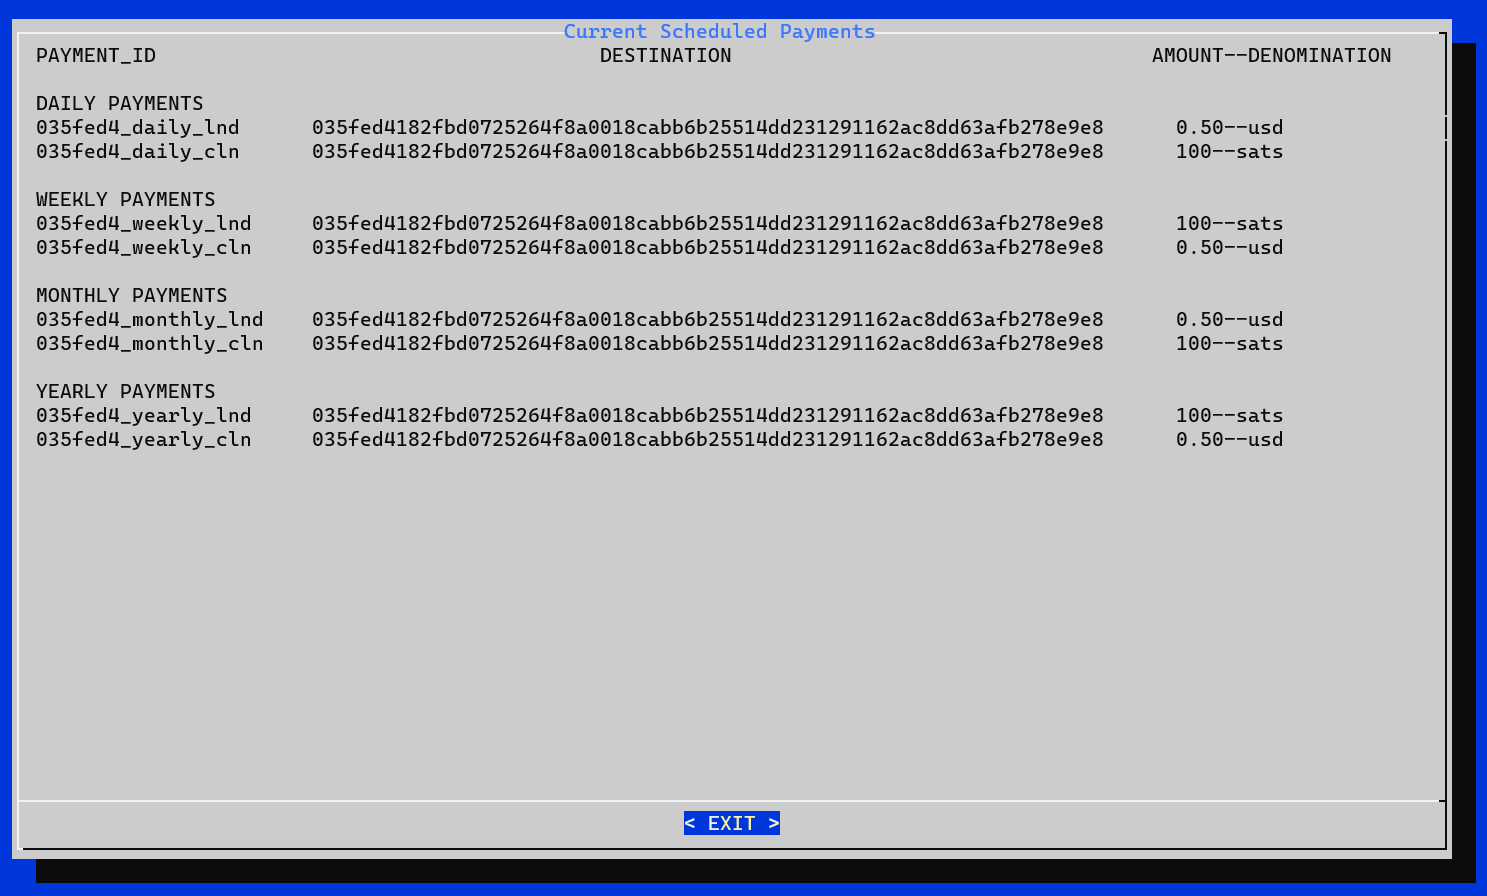 Current Scheduled Payments
PAYMENT_ID DESTINATION AMOUNT--DENOMINATION
DAILY PAYMENTS
035fed4_daily_lnd 035fed4182fbd0725264f8a0018cabb6b25514dd231291162ac8dd63afb278e9e8 0.50--usd
035fed4_daily_cln 035fed4182fbd0725264f8a0018cabb6b25514dd231291162ac8dd63afb278e9e8 100--sats
WEEKLY PAYMENTS
035fed4_weekly_lnd 035fed4182fbd0725264f8a0018cabb6b25514dd231291162ac8dd63afb278e9e8 100--sats
035fed4_weekly_cln 035fed4182fbd0725264f8a0018cabb6b25514dd231291162ac8dd63afb278e9e8 0.50--usd
MONTHLY PAYMENTS
035fed4_monthly_lnd 035fed4182fbd0725264f8a0018cabb6b25514dd231291162ac8dd63afb278e9e8 0.50--usd
035fed4_monthly_cln 035fed4182fbd0725264f8a0018cabb6b25514dd231291162ac8dd63afb278e9e8 100--sats
YEARLY PAYMENTS
035fed4_yearly_lnd 035fed4182fbd0725264f8a0018cabb6b25514dd231291162ac8dd63afb278e9e8 100--sats
035fed4_yearly_cln 035fed4182fbd0725264f8a0018cabb6b25514dd231291162ac8dd63afb278e9e8 0.50--usd
< EXIT >